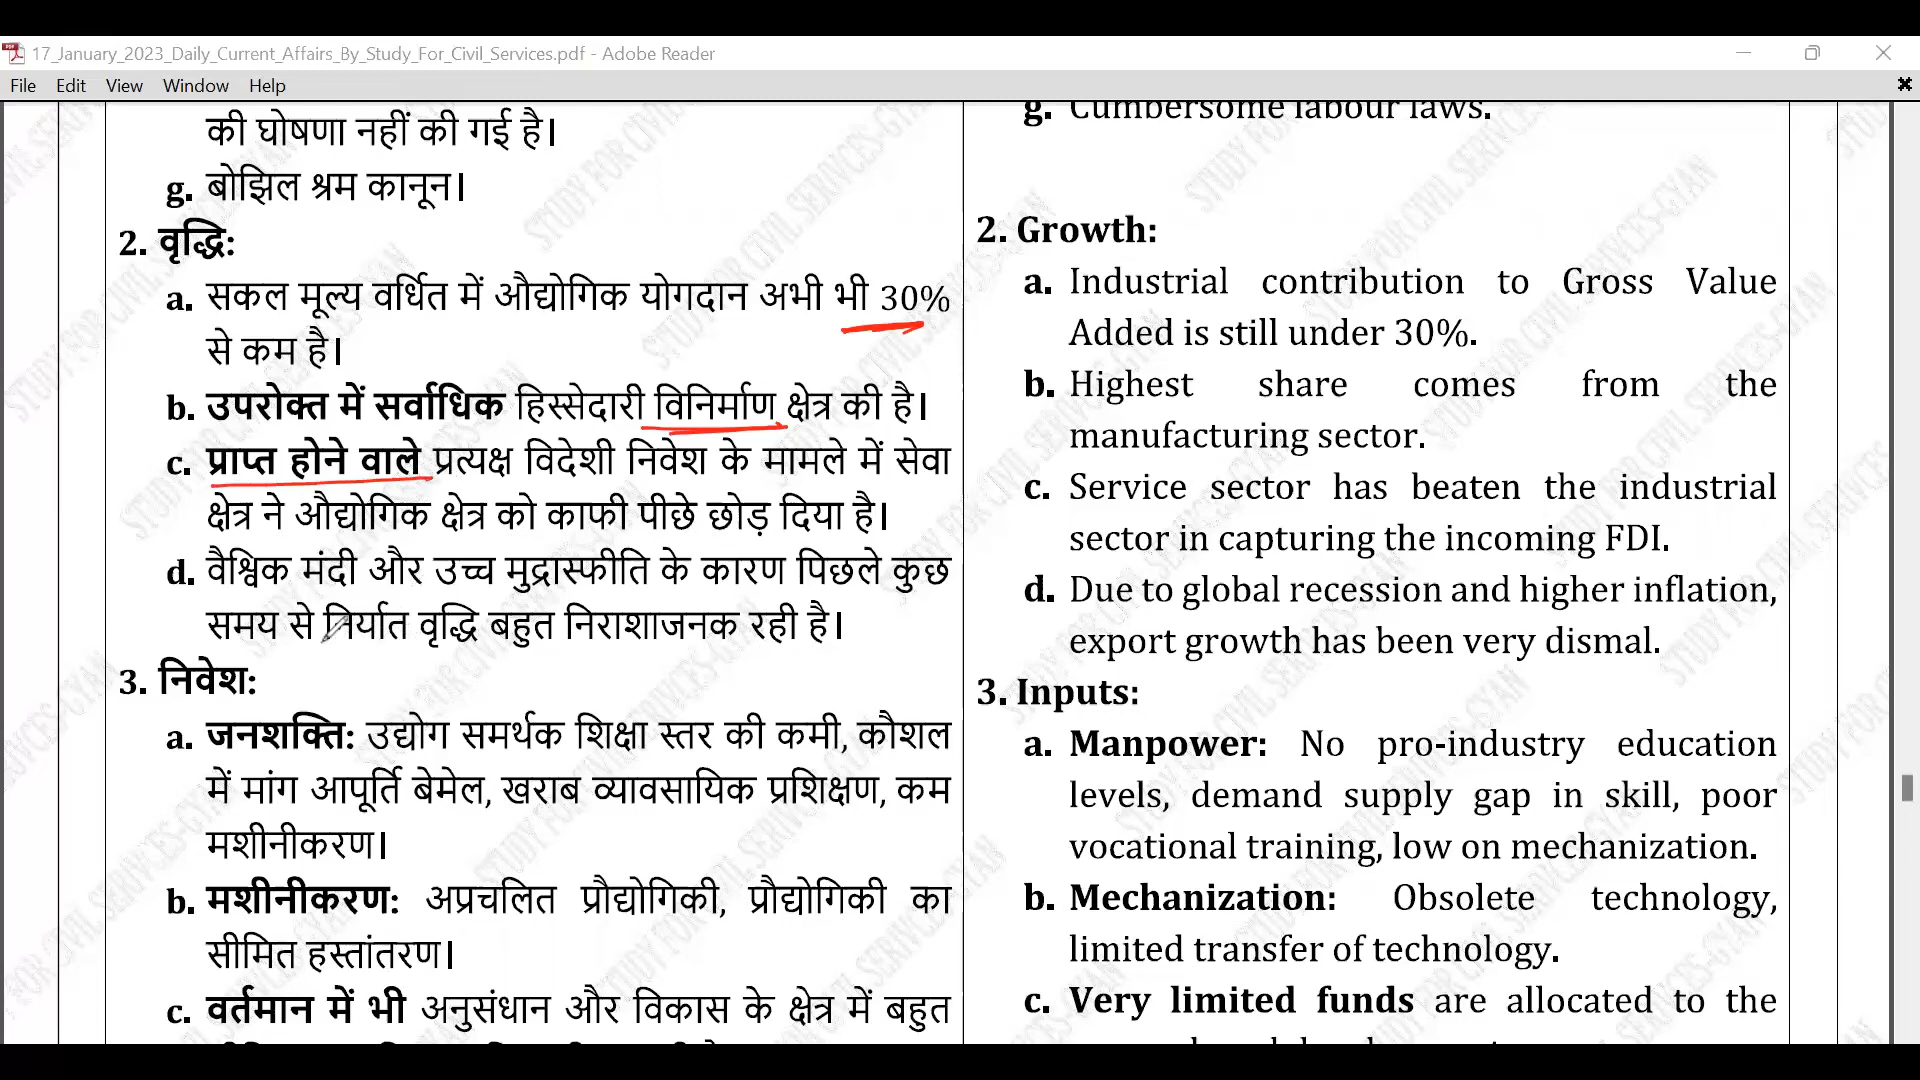 17_January_2023_Daily_Current_Affairs_By_Study_For_Civil_Services.pdf - Adobe Reader
File Edit View Window Help
की घोषणा नहीं की गई है।
g. बोझिल श्रम कानून।
2. वृद्धि:
a. सकल मूल्य वर्धित में औद्योगिक योगदान अभी भी 30%
से कम है।
b. उपरोक्त में सर्वाधिक हिस्सेदारी विनिर्माण क्षेत्र की है।
c. प्राप्त होने वाले प्रत्यक्ष विदेशी निवेश के मामले में सेवा
क्षेत्र ने औद्योगिक क्षेत्र को काफी पीछे छोड़ दिया है।
d. वैश्विक मंदी और उच्च मुद्रास्फीति के कारण पिछले कुछ
समय से निर्यात वृद्धि बहुत निराशाजनक रही है।
3. निवेश:
a. जनशक्ति: उद्योग समर्थक शिक्षा स्तर की कमी, कौशल
में मांग आपूर्ति बेमेल, खराब व्यावसायिक प्रशिक्षण, कम
मशीनीकरण।
b. मशीनीकरण: अप्रचलित प्रौद्योगिकी, प्रौद्योगिकी का
सीमित हस्तांतरण।
c. वर्तमान में भी अनुसंधान और विकास के क्षेत्र में बहुत
g. Cumbersome labour laws.
2. Growth:
a. Industrial contribution to Gross Value
Added is still under 30%.
b. Highest share comes from the
manufacturing sector.
c. Service sector has beaten the industrial
sector in capturing the incoming FDI.
d. Due to global recession and higher inflation,
export growth has been very dismal.
3. Inputs:
a. Manpower: No pro-industry education
levels, demand supply gap in skill, poor
vocational training, low on mechanization.
b. Mechanization: Obsolete technology,
limited transfer of technology.
c. Very limited funds are allocated to the